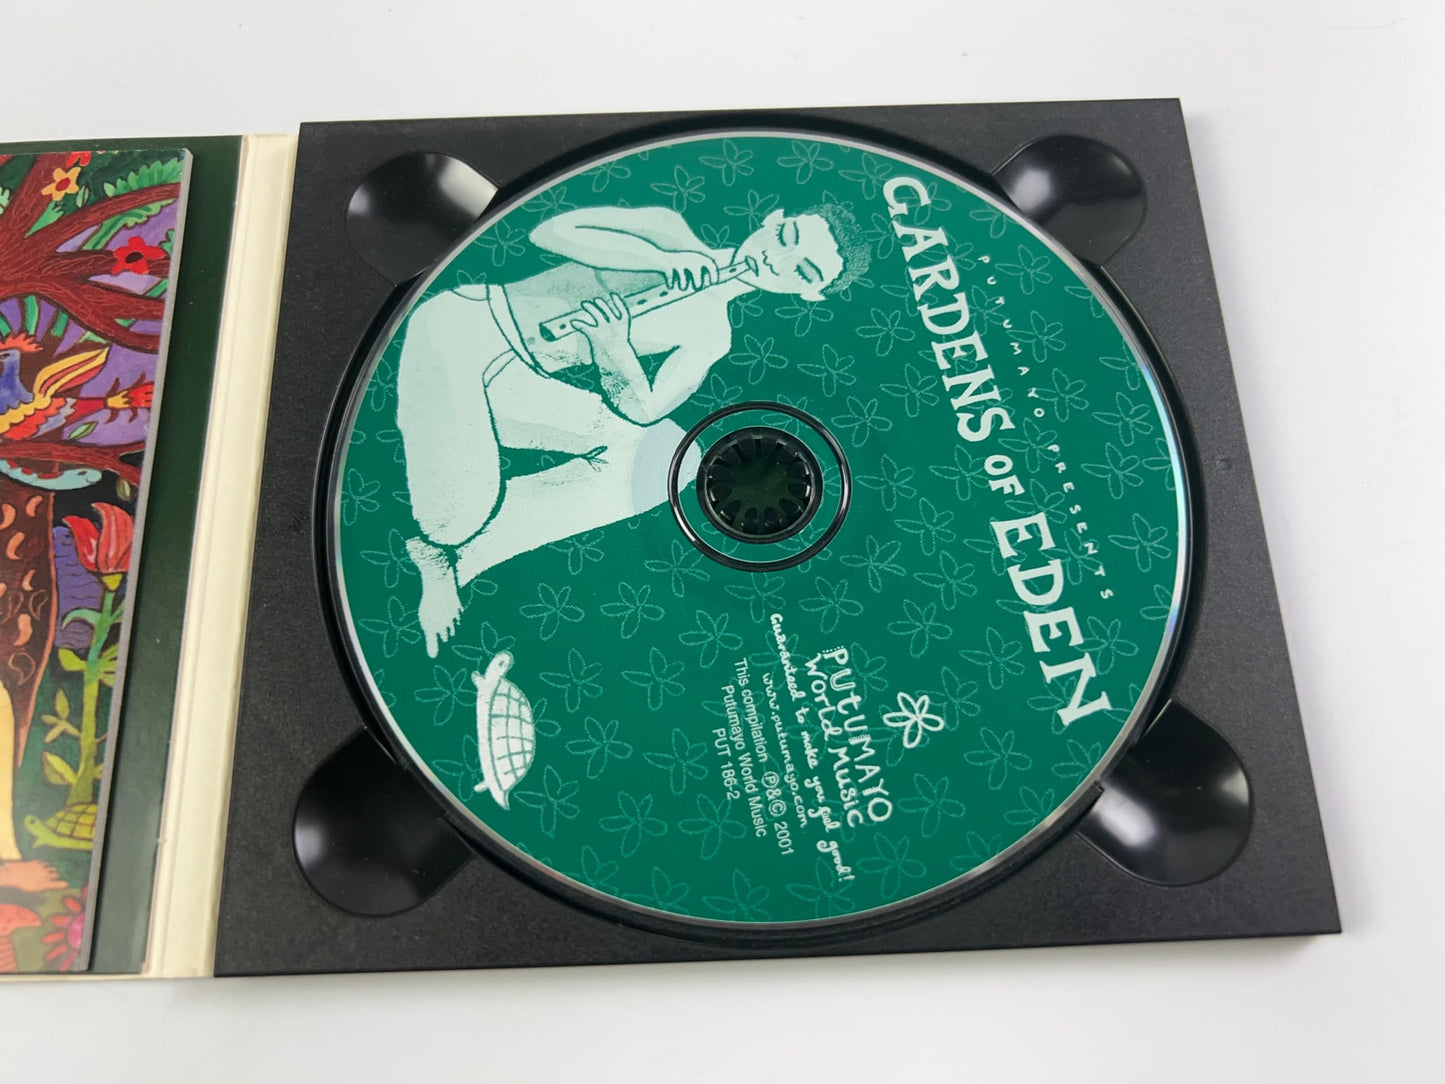 PUTUMAYO PRESENTS
GARDENS OF EDEN
PUTUMAYO
World Music
Guaranteed to make you feel good!
www.putumayo.com
This compilation ℗&© 2001
Putumayo World Music
PUT 186-2